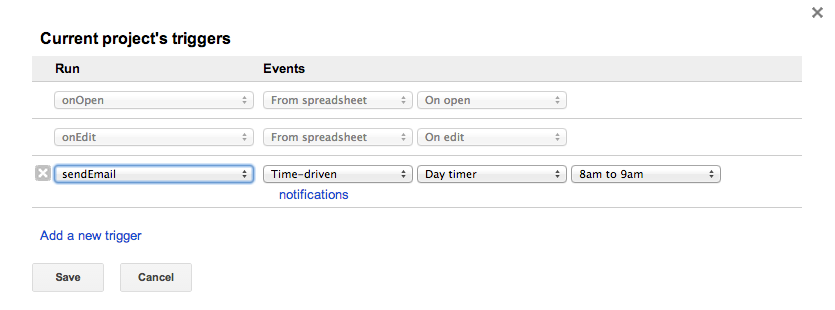 Current project's triggers
Run Events
onOpen From spreadsheet On open
onEdit From spreadsheet On edit
sendEmail Time-driven Day timer 8am to 9am
notifications
Add a new trigger
Save Cancel